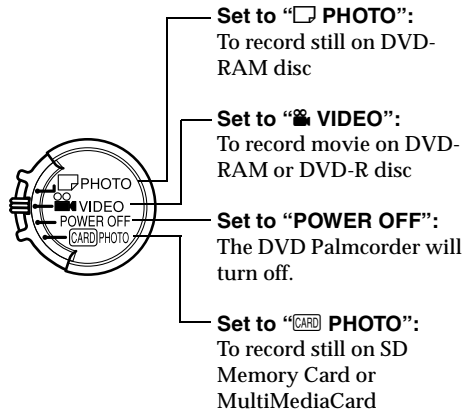 Set to “ PHOTO”:
To record still on DVD-
RAM disc
Set to “ VIDEO”:
To record movie on DVD-
RAM or DVD-R disc
Set to “POWER OFF”:
The DVD Palmcorder will
turn off.
Set to “CARD PHOTO”:
To record still on SD
Memory Card or
MultiMediaCard
PHOTO
VIDEO
POWER OFF
CARD PHOTO